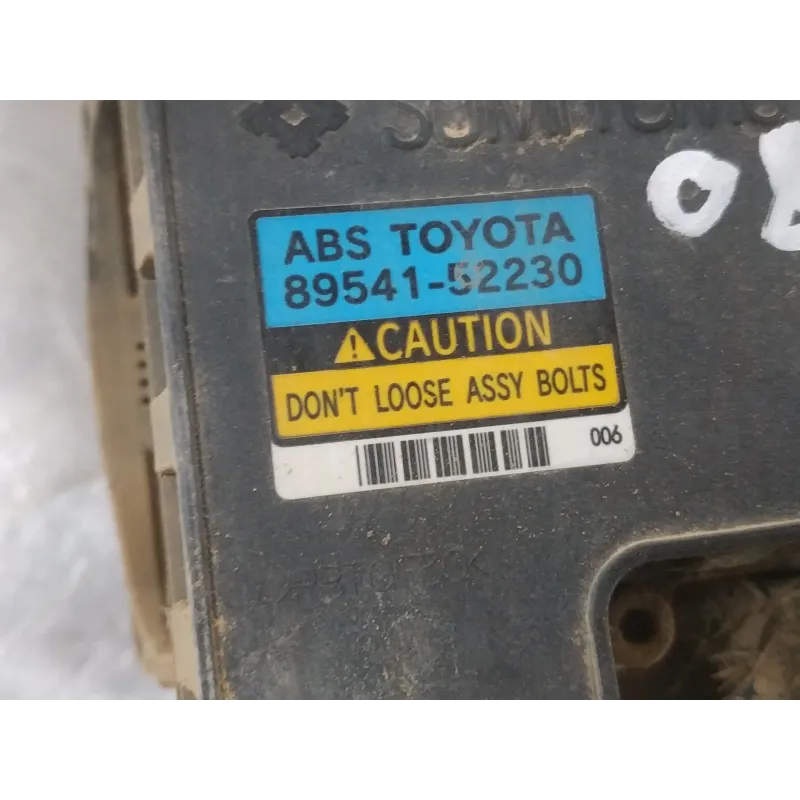 ABS TOYOTA
89541-52230
⚠CAUTION
DON'T LOOSE ASSY BOLTS
006